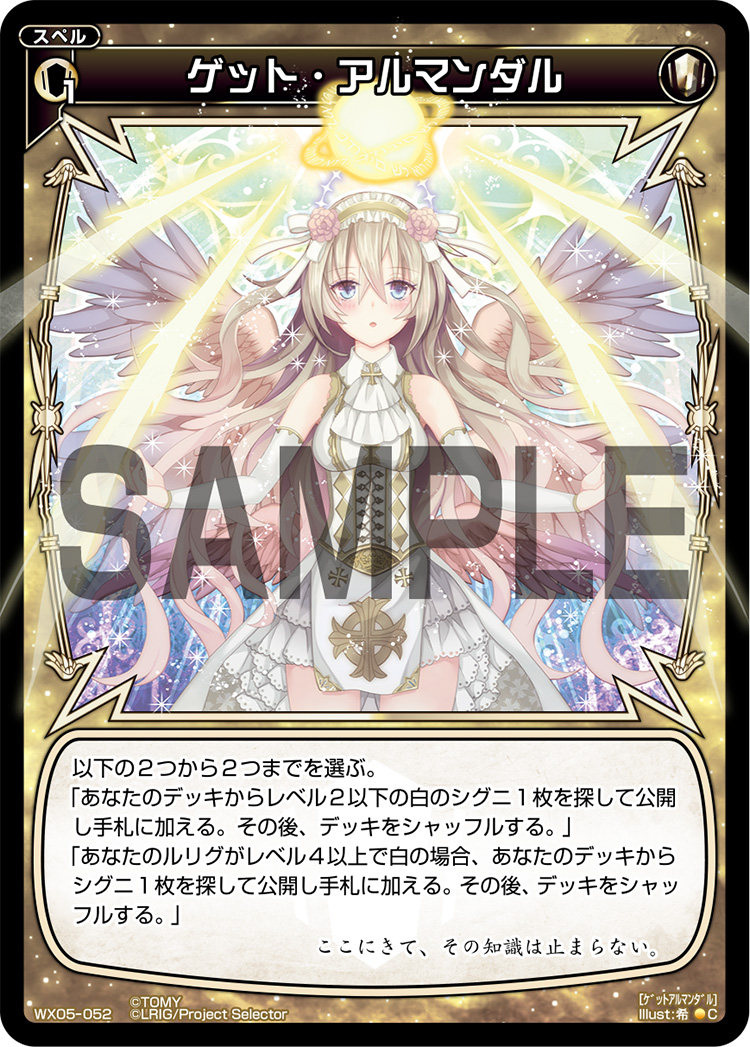 スペル
1
ゲット・アルマンダル
SAMPLE
以下の２つから２つまでを選ぶ。
「あなたのデッキからレベル２以下の白のシグニ１枚を探して公開
し手札に加える。その後、デッキをシャッフルする。」
「あなたのルリグがレベル４以上で白の場合、あなたのデッキから
シグニ１枚を探して公開し手札に加える。その後、デッキをシャッ
フルする。」
ここにきて、その知識は止まらない。
WX05-052
©TOMY
©LRIG/Project Selector
[ｹﾞｯﾄｱﾙﾏﾝﾀﾞﾙ]
Illust:希 C